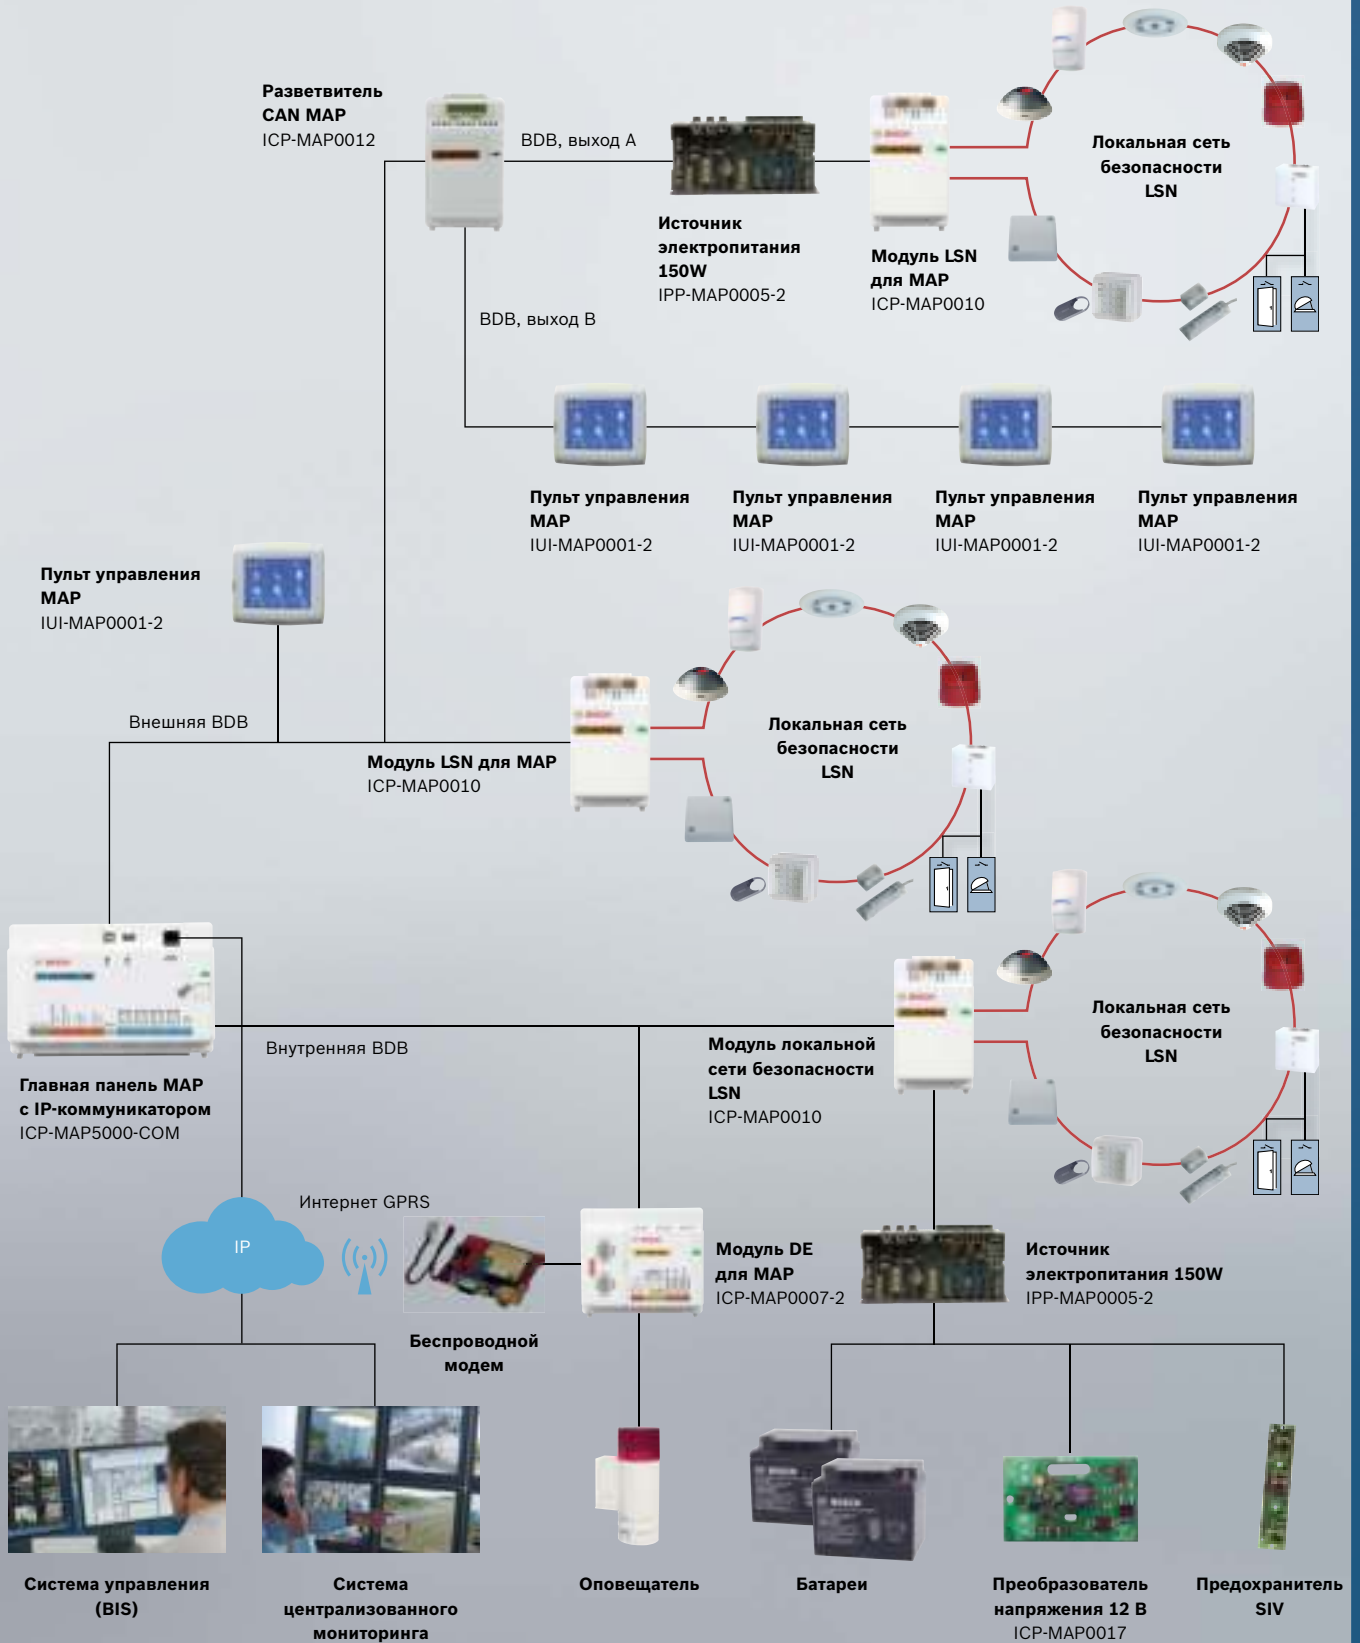 Разветвитель
CAN MAP
ICP-MAP0012
BDB, выход A
BDB, выход B
Источник
электропитания
150W
IPP-MAP0005-2
Модуль LSN
для MAP
ICP-MAP0010
Локальная сеть
безопасности
LSN
Пульт управления
MAP
IUI-MAP0001-2
Пульт управления
MAP
IUI-MAP0001-2
Пульт управления
MAP
IUI-MAP0001-2
Пульт управления
MAP
IUI-MAP0001-2
Пульт управления
MAP
IUI-MAP0001-2
Внешняя BDB
Модуль LSN для MAP
ICP-MAP0010
Локальная сеть
безопасности
LSN
Главная панель MAP
с IP-коммуникатором
ICP-MAP5000-COM
Внутренняя BDB
Модуль локальной
сети безопасности
LSN
ICP-MAP0010
Локальная сеть
безопасности
LSN
IP
Интернет GPRS
Беспроводной
модем
Модуль DE
для MAP
ICP-MAP0007-2
Источник
электропитания 150W
IPP-MAP0005-2
Система управления
(BIS)
Система
централизованного
мониторинга
Оповещатель
Батареи
Преобразователь
напряжения 12 В
ICP-MAP0017
Предохранитель
SIV